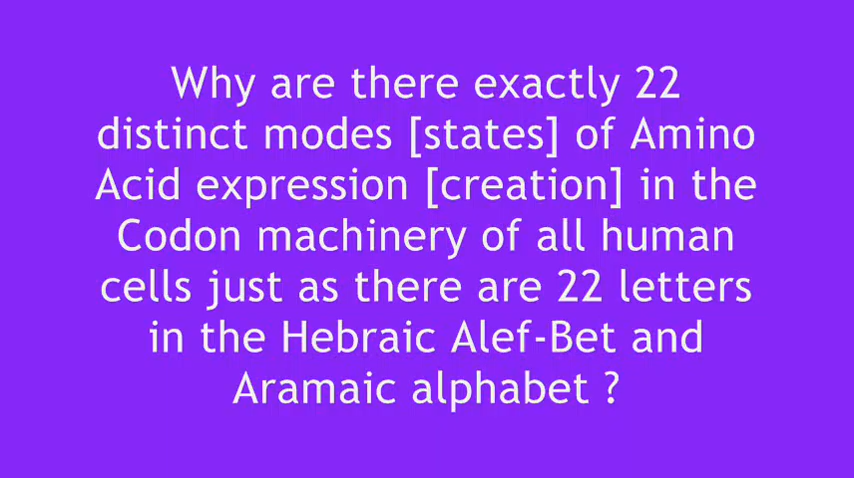 Why are there exactly 22
distinct modes [states] of Amino
Acid expression [creation] in the
Codon machinery of all human
cells just as there are 22 letters
in the Hebraic Alef-Bet and
Aramaic alphabet ?